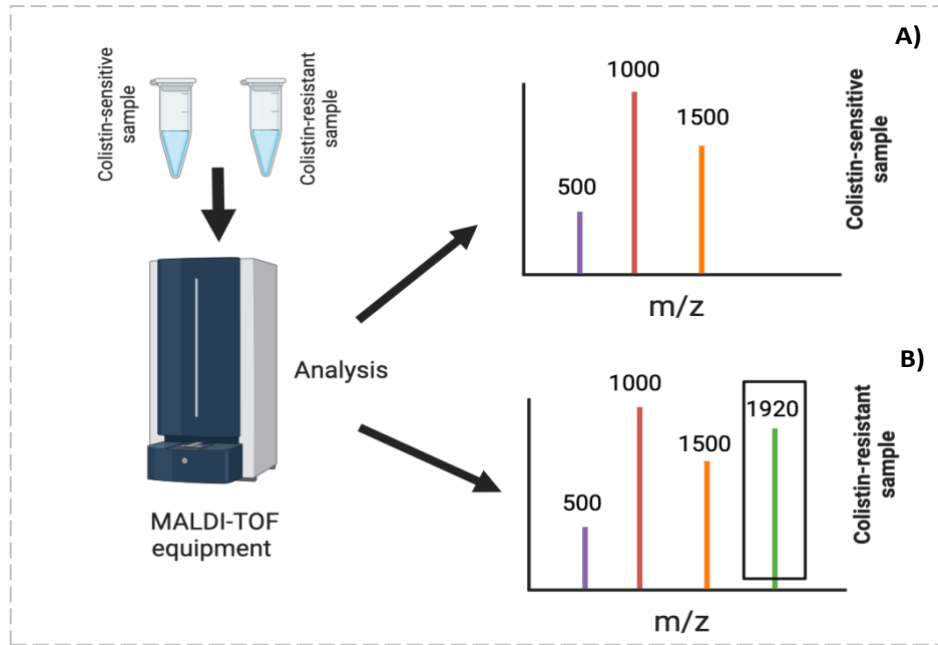 Colistin-sensitive
sample
Colistin-resistant
sample
MALDI-TOF
equipment
Analysis
A)
500
1000
1500
m/z
Colistin-sensitive
sample
B)
500
1000
1500
1920
m/z
Colistin-resistant
sample